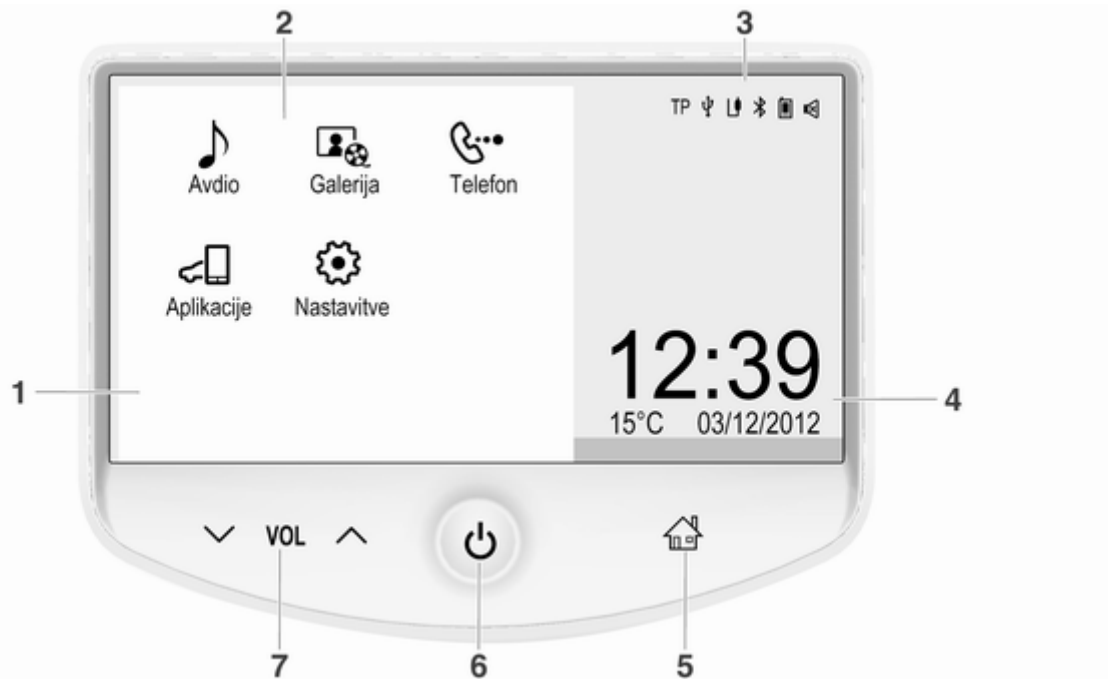 2
3
TP
Avdio
Galerija
Telefon
Aplikacije
Nastavitve
1
12:39
4
15°C
03/12/2012
VOL
7
6
5